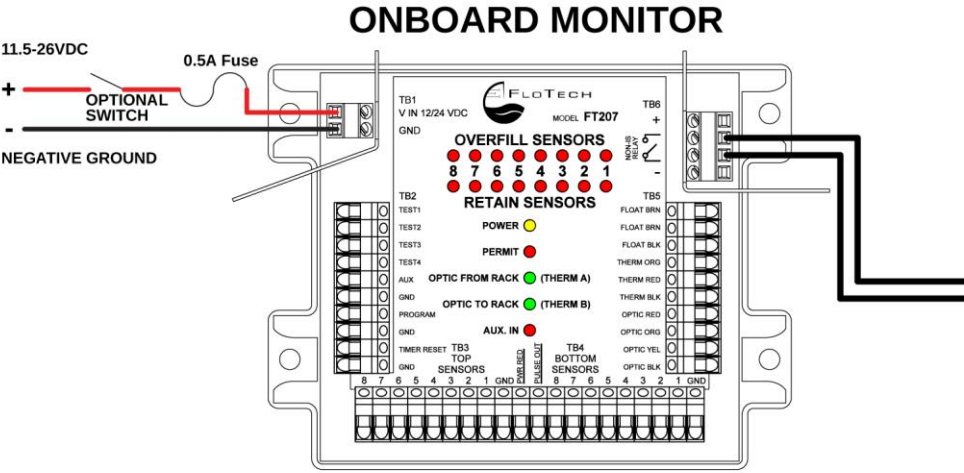 ONBOARD MONITOR
11.5-26VDC
0.5A Fuse
+
OPTIONAL
SWITCH
-
NEGATIVE GROUND
TB1
V IN 12/24 VDC
GND
FLOTECH
MODEL FT207
TB6
+
NON-IS
RELAY
-
OVERFILL SENSORS
8 7 6 5 4 3 2 1
RETAIN SENSORS
TB2
TEST1
TEST2
TEST3
TEST4
AUX
GND
PROGRAM
GND
TIMER RESET
GND
POWER
PERMIT
OPTIC FROM RACK (THERM A)
OPTIC TO RACK (THERM B)
AUX. IN
TB5
FLOAT BRN
FLOAT BRN
FLOAT BLK
THERM ORG
THERM RED
THERM BLK
OPTIC RED
OPTIC ORG
OPTIC YEL
OPTIC BLK
TB3
TOP
SENSORS
PWR RED
PULSE OUT
TB4
BOTTOM
SENSORS
8 7 6 5 4 3 2 1 GND 8 7 6 5 4 3 2 1 GND